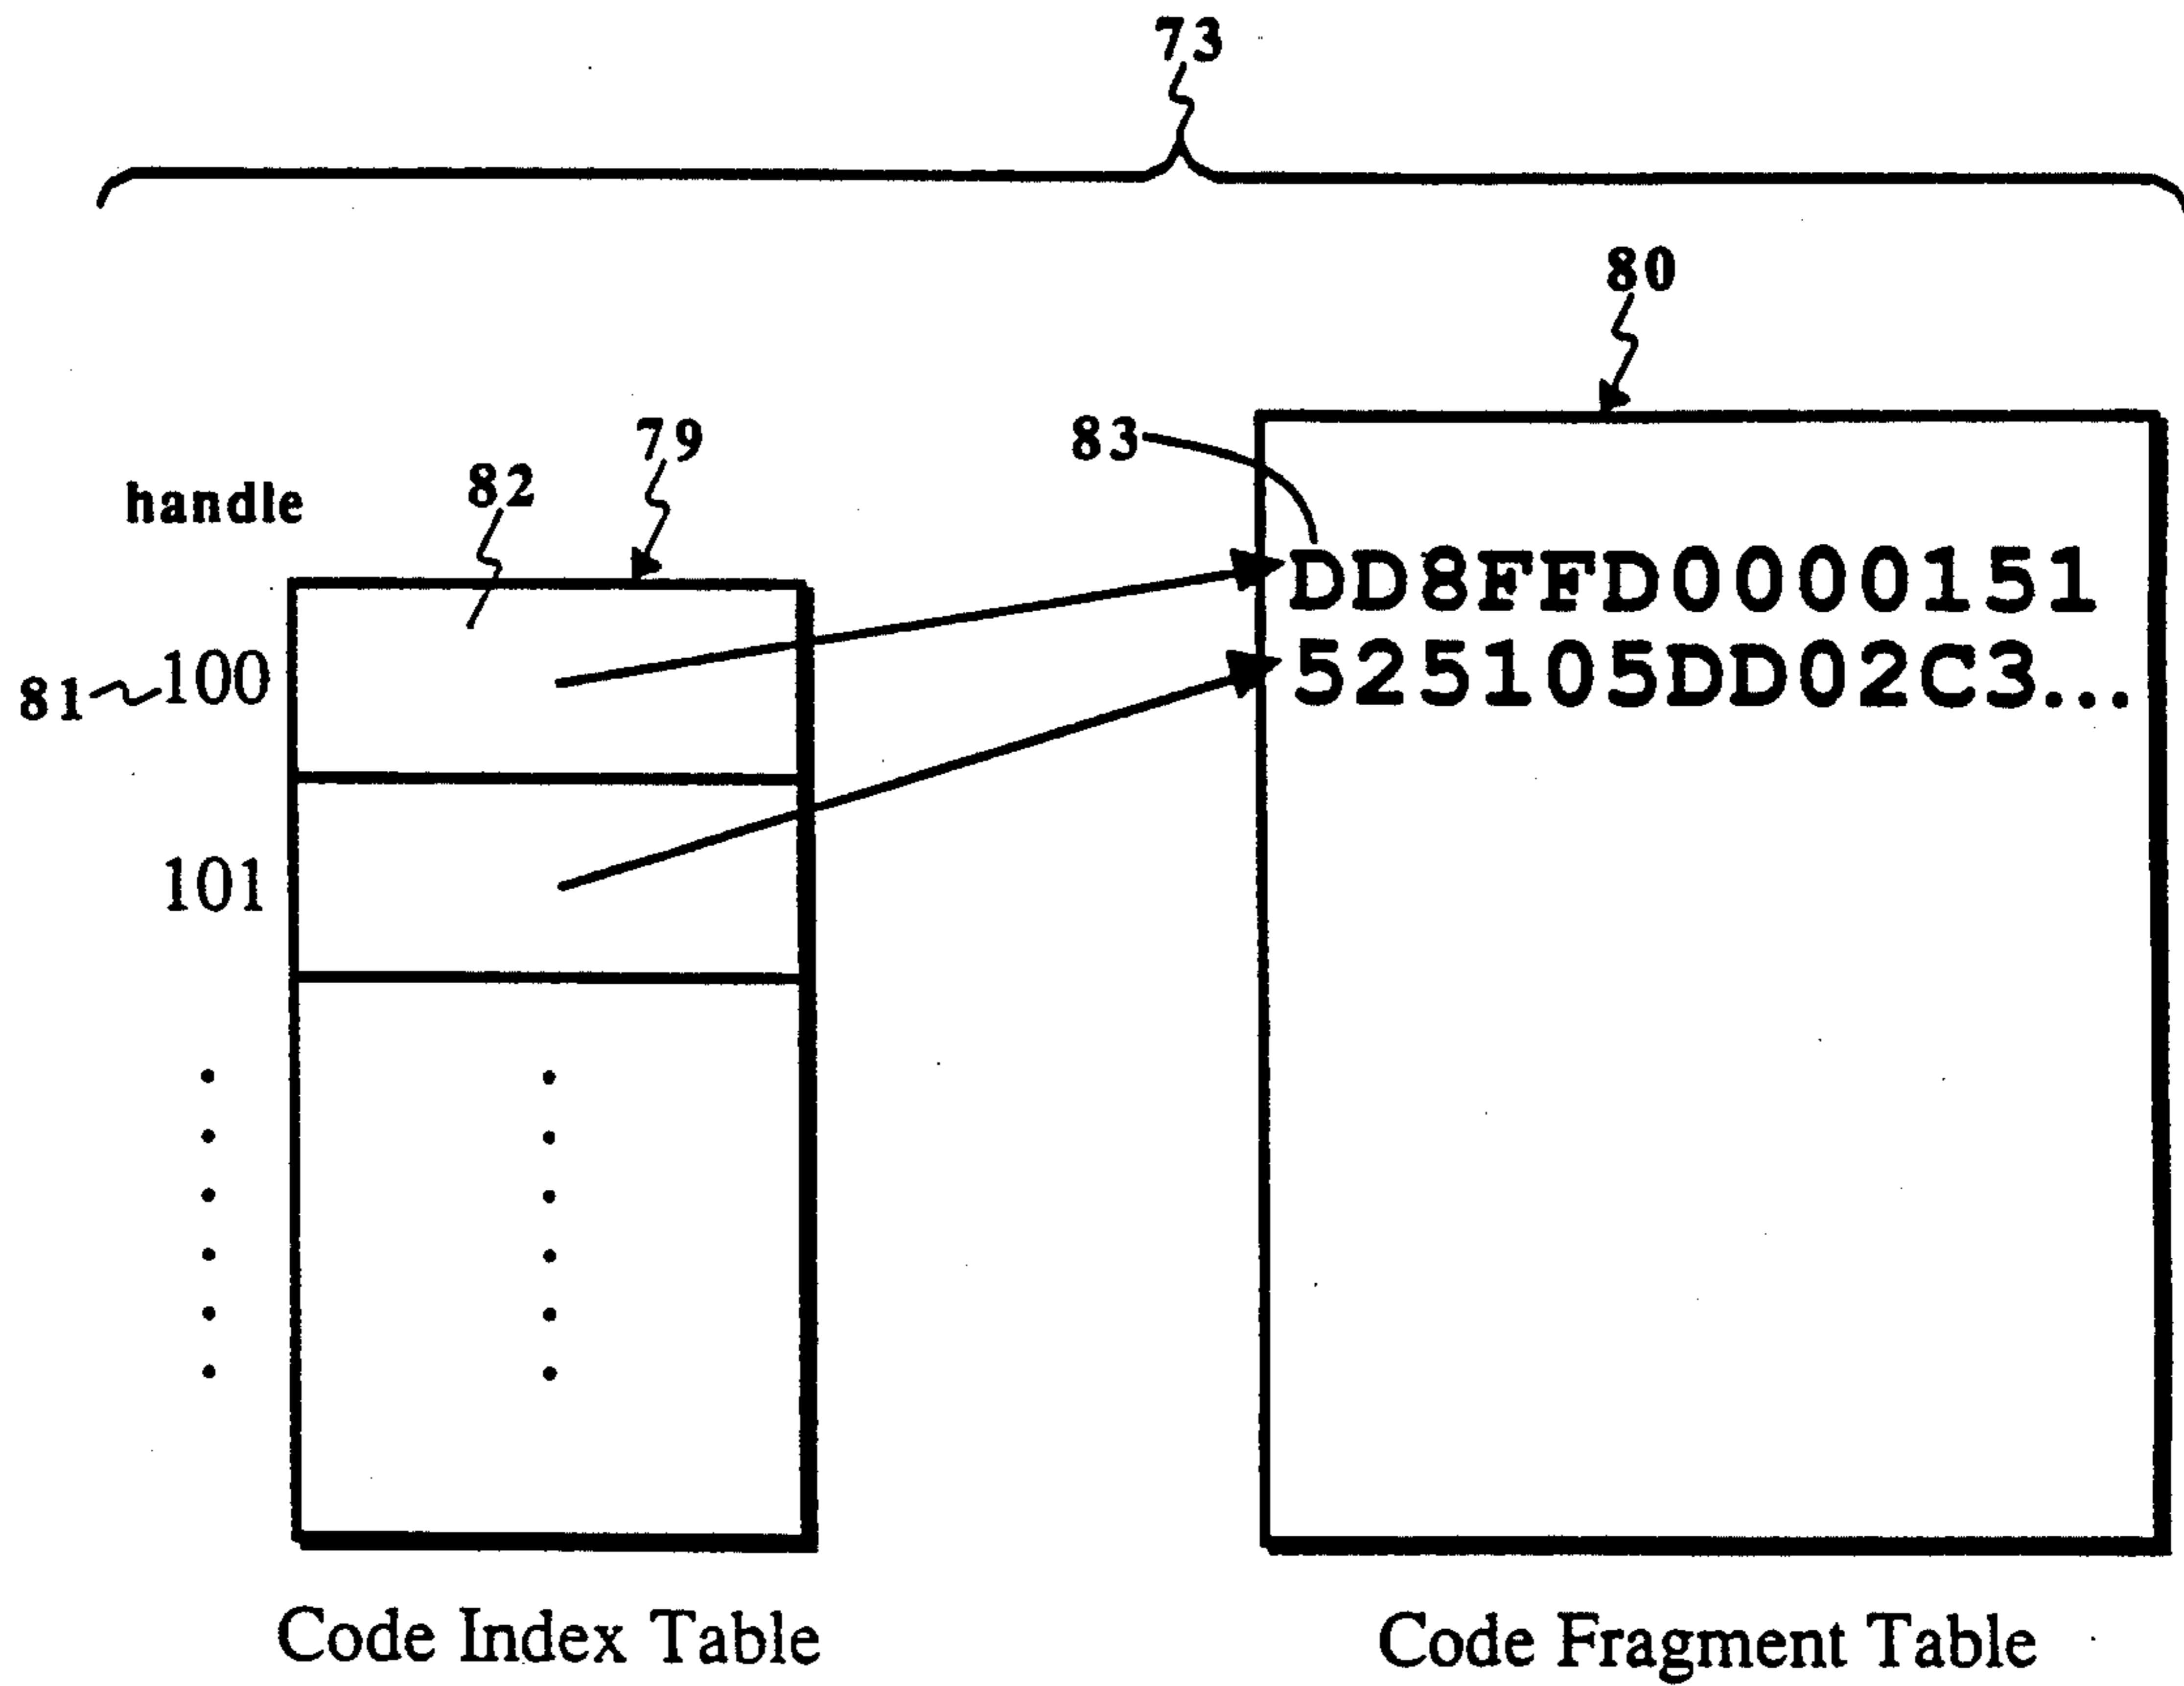 73
80
79
83
82
handle
DD8FFD0000151
525105DD02C3...
81
100
101
Code Index Table
Code Fragment Table